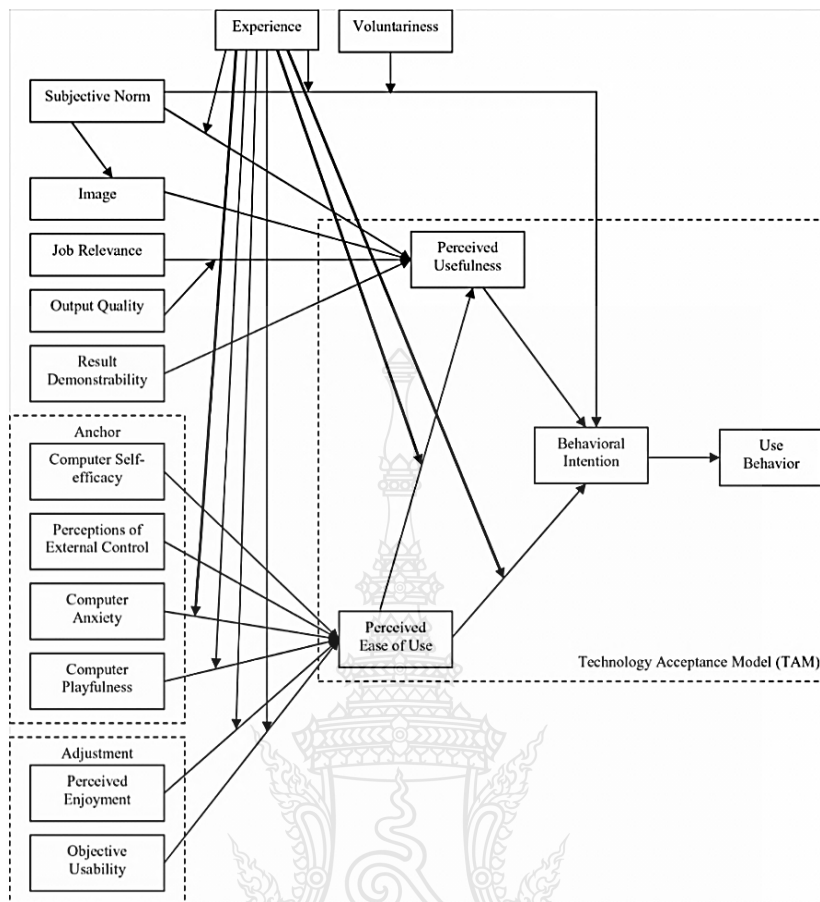 Experience
Voluntariness
Subjective Norm
Image
Job Relevance
Output Quality
Result
Demonstrability
Perceived
Usefulness
Anchor
Computer Self-
efficacy
Perceptions of
External Control
Computer
Anxiety
Computer
Playfulness
Behavioral
Intention
Use
Behavior
Perceived
Ease of Use
Technology Acceptance Model (TAM)
Adjustment
Perceived
Enjoyment
Objective
Usability